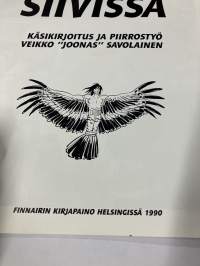 SIIVISSÄ
KÄSIKIRJOITUS JA PIIRROSTYÖ
VEIKKO "JOONAS" SAVOLAINEN
FINNAIRIN KIRJAPAINO HELSINGISSÄ 1990